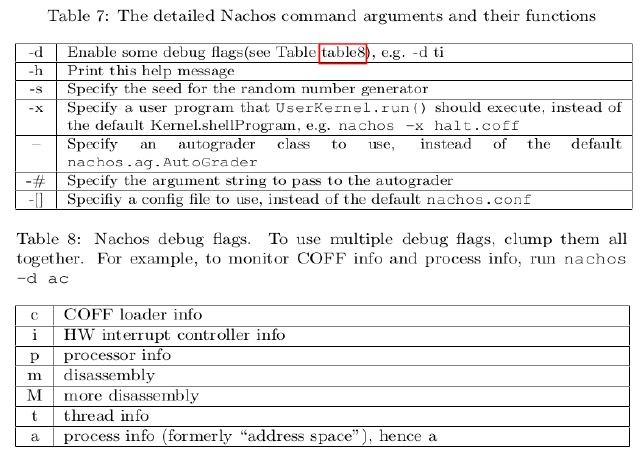 Table 7: The detailed Nachos command arguments and their functions
-d Enable some debug flags(see Table table8), e.g. -d ti
-h Print this help message
-s Specify the seed for the random number generator
-x Specify a user program that UserKernel.run() should execute, instead of
the default Kernel.shellProgram, e.g. nachos -x halt.coff
– Specify an autograder class to use, instead of the default
nachos.ag.AutoGrader
-# Specify the argument string to pass to the autograder
-[] Specifiy a config file to use, instead of the default nachos.conf
Table 8: Nachos debug flags. To use multiple debug flags, clump them all
together. For example, to monitor COFF info and process info, run nachos
-d ac
c COFF loader info
i HW interrupt controller info
p processor info
m disassembly
M more disassembly
t thread info
a process info (formerly “address space”), hence a